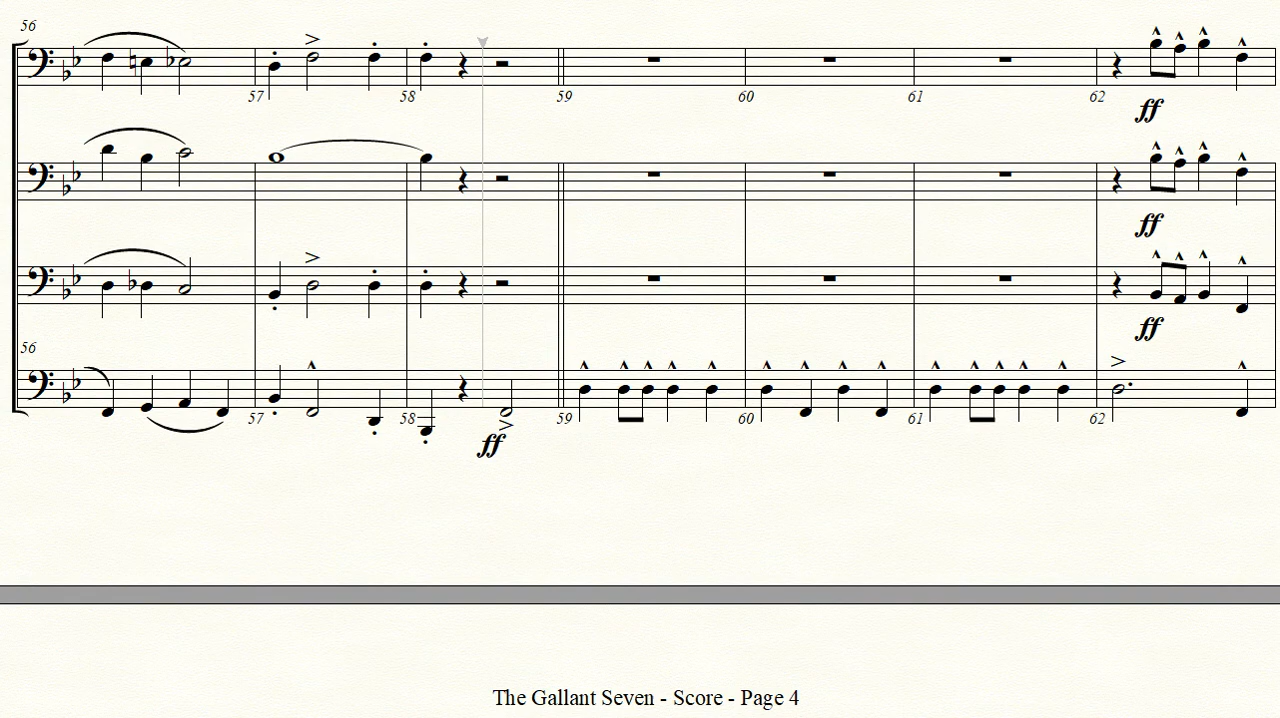 56
57 58 59 60 61 62
ff
ff
ff
56
57 58 59 60 61 62
ff
The Gallant Seven - Score - Page 4